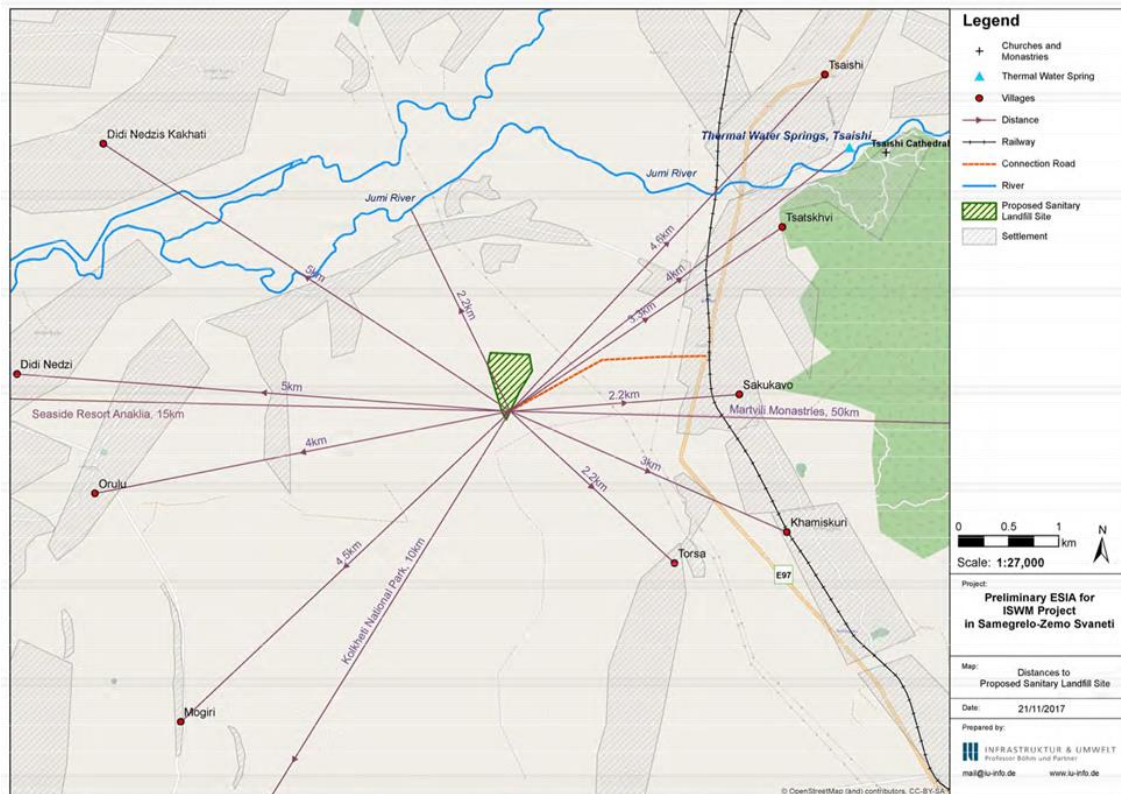 Tsaishi
Didi Nedzis Kakhati
Thermal Water Springs, Tsaishi
Tsaishi Cathedral
Jumi River
Jumi River
Tsatskhvi
4.6km
4km
3.3km
5km
2.2km
Didi Nedzi
5km
Seaside Resort Anaklia, 15km
Sakukavo
2.2km
Martvili Monastries, 50km
4km
Orulu
3km
2.2km
Khamiskuri
4.5km
Kolkheti National Park, 10km
Torsa
E97
Mogiri
© OpenStreetMap (and) contributors, CC-BY-SA
Legend
Churches and
Monastries
Thermal Water Spring
Villages
Distance
Railway
Connection Road
River
Proposed Sanitary
Landfill Site
Settlement
0 0.5 1
km
N
Scale: 1:27,000
Project:
Preliminary ESIA for
ISWM Project
in Samegrelo-Zemo Svaneti
Map:
Distances to
Proposed Sanitary Landfill Site
Date: 21/11/2017
Prepared by:
INFRASTRUKTUR & UMWELT
Professor Böhm und Partner
mail@iu-info.de www.iu-info.de